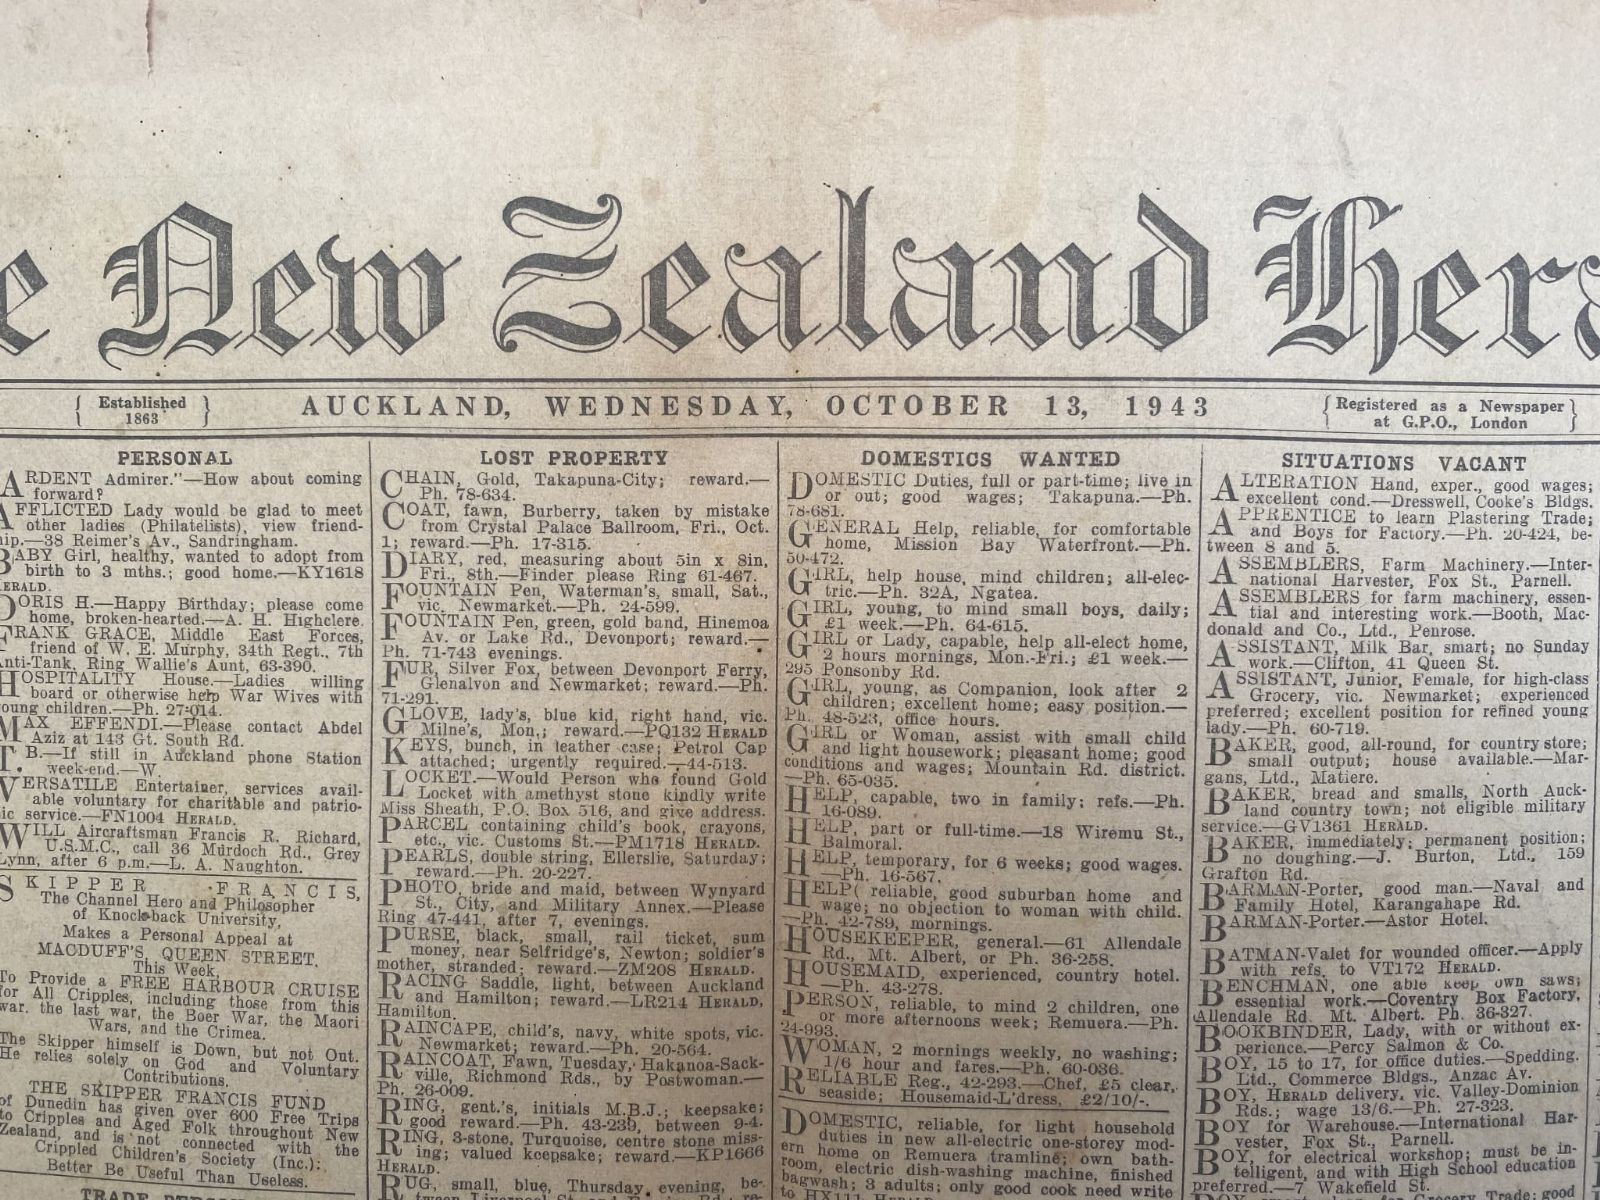 e New Zealand Hera
Established
1863
AUCKLAND, WEDNESDAY, OCTOBER 13, 1943
Registered as a Newspaper
at G.P.O., London
PERSONAL
ARDENT Admirer."—How about coming
forward?
AFFLICTED Lady would be glad to meet
other ladies (Philatelists), view friend-
hip.—38 Reimer's Av., Sandringham.
BABY Girl, healthy, wanted to adopt from
birth to 3 mths.; good home.—KY1618
HERALD.
DORIS H.—Happy Birthday; please come
home, broken-hearted.—A. H. Highclere.
FRANK GRACE, Middle East Forces,
friend of W. E. Murphy, 34th Regt., 7th
Anti-Tank, Ring Wallie's Aunt, 63-390.
HOSPITALITY House.—Ladies willing
board or otherwise help War Wives with
young children.—Ph. 27-014.
MAX EFFENDI.—Please contact Abdel
Aziz at 143 Gt. South Rd.
T. B.—If still in Auckland phone Station
week-end.—W.
VERSATILE Entertainer, services avail-
able voluntary for charitable and patrio-
ic service.—FN1004 HERALD.
WILL Aircraftsman Francis R. Richard,
U.S.M.C., call 36 Murdoch Rd., Grey
Lynn, after 6 p.m.—L. A. Naughton.
SKIPPER FRANCIS,
The Channel Hero and Philosopher
of Knock-back University,
Makes a Personal Appeal at
MACDUFF'S, QUEEN STREET,
This Week,
To Provide a FREE HARBOUR CRUISE
for All Cripples, including those from this
war, the last war, the Boer War, the Maori
Wars, and the Crimea.
The Skipper himself is Down, but not Out.
He relies solely on God and Voluntary
Contributions.
THE SKIPPER FRANCIS FUND
of Dunedin has given over 600 Free Trips
to Cripples and Aged Folk throughout New
Zealand, and is not connected with the
Crippled Children's Society (Inc.):
Better Be Useful Than Useless.
LOST PROPERTY
CHAIN, Gold, Takapuna-City; reward.—
Ph. 78-634.
COAT, fawn, Burberry, taken by mistake
from Crystal Palace Ballroom, Fri., Oct.
1; reward.—Ph. 17-315.
DIARY, red, measuring about 5in x 8in,
Fri., 8th.—Finder please Ring 61-467.
FOUNTAIN Pen, Waterman's, small, Sat.,
vic. Newmarket.—Ph. 24-599.
FOUNTAIN Pen, green, gold band, Hinemoa
Av. or Lake Rd., Devonport; reward.—
Ph. 71-743 evenings.
FUR, Silver Fox, between Devonport Ferry,
Glenalvon and Newmarket; reward.—Ph.
71-291.
GLOVE, lady's, blue kid, right hand, vic.
Milne's, Mon.; reward.—PQ132 HERALD
KEYS, bunch, in leather case; Petrol Cap
attached; urgently required.—44-513.
LOCKET.—Would Person who found Gold
Locket with amethyst stone kindly write
Miss Sheath, P.O. Box 516, and give address.
PARCEL containing child's book, crayons,
etc., vic. Customs St.—PM1718 HERALD.
PEARLS, double string, Ellerslie, Saturday;
reward.—Ph. 20-227.
PHOTO, bride and maid, between Wynyard
St., City, and Military Annex.—Please
Ring 47-441, after 7, evenings.
PURSE, black, small, rail ticket, sum
money, near Selfridge's, Newton; soldier's
mother, stranded; reward.—ZM208 HERALD.
RACING Saddle, light, between Auckland
and Hamilton; reward.—LR214 HERALD,
Hamilton.
RAINCAPE, child's, navy, white spots, vic.
Newmarket; reward.—Ph. 20-564.
RAINCOAT, Fawn, Tuesday, Hakanoa-Sack-
ville, Richmond Rds., by Postwoman.—
Ph. 26-009.
RING, gent.'s, initials M.B.J.; keepsake;
good reward.—Ph. 43-239, between 9-4.
RING, 3-stone, Turquoise, centre stone miss-
ing; valued keepsake; reward.—KP1666
HERALD.
RUG, small, blue, Thursday evening, be-
DOMESTICS WANTED
DOMESTIC Duties, full or part-time; live in
or out; good wages; Takapuna.—Ph.
78-681.
GENERAL Help, reliable, for comfortable
home, Mission Bay Waterfront.—Ph.
50-472.
GIRL, help house, mind children; all-elec-
tric.—Ph. 32A, Ngatea.
GIRL, young, to mind small boys, daily;
£1 week.—Ph. 64-615.
GIRL or Lady, capable, help all-elect home,
2 hours mornings, Mon.-Fri.; £1 week.—
295 Ponsonby Rd.
GIRL, young, as Companion, look after 2
children; excellent home; easy position.—
Ph. 48-523, office hours.
GIRL or Woman, assist with small child
and light housework; pleasant home; good
conditions and wages; Mountain Rd. district.
—Ph. 65-035.
HELP, capable, two in family; refs.—Ph.
16-089.
HELP, part or full-time.—18 Wiremu St.,
Balmoral.
HELP, temporary, for 6 weeks; good wages.
—Ph. 16-567.
HELP( reliable, good suburban home and
wage; no objection to woman with child.
—Ph. 42-789, mornings.
HOUSEKEEPER, general.—61 Allendale
Rd., Mt. Albert, or Ph. 36-258.
HOUSEMAID, experienced, country hotel.
—Ph. 43-278.
PERSON, reliable, to mind 2 children, one
or more afternoons week; Remuera.—Ph.
24-993.
WOMAN, 2 mornings weekly, no washing;
1/6 hour and fares.—Ph. 60-036.
RELIABLE Reg., 42-293.—Chef, £5 clear,
seaside; Housemaid-L'dress, £2/10/-.
DOMESTIC, reliable, for light household
duties in new all-electric one-storey mod-
ern home on Remuera tramline; own bath-
room, electric dish-washing machine, finished
bagwash; 3 adults; only good cook need write
to HX111 HERALD
SITUATIONS VACANT
ALTERATION Hand, exper., good wages;
excellent cond.—Dresswell, Cooke's Bldgs.
APPRENTICE to learn Plastering Trade;
and Boys for Factory.—Ph. 20-424, be-
tween 8 and 5.
ASSEMBLERS, Farm Machinery.—Inter-
national Harvester, Fox St., Parnell.
ASSEMBLERS for farm machinery, essen-
tial and interesting work.—Booth, Mac-
donald and Co., Ltd., Penrose.
ASSISTANT, Milk Bar, smart; no Sunday
work.—Clifton, 41 Queen St.
ASSISTANT, Junior, Female, for high-class
Grocery, vic. Newmarket; experienced
preferred; excellent position for refined young
lady.—Ph. 60-719.
BAKER, good, all-round, for country store;
small output; house available.—Mar-
gans, Ltd., Matiere.
BAKER, bread and smalls, North Auck-
land country town; not eligible military
service.—GV1361 HERALD.
BAKER, immediately; permanent position;
no doughing.—J. Burton, Ltd., 159
Grafton Rd.
BARMAN-Porter, good man.—Naval and
Family Hotel, Karangahape Rd.
BARMAN-Porter.—Astor Hotel.
BATMAN-Valet for wounded officer.—Apply
with refs. to VT172 HERALD.
BENCHMAN, one able keep own saws;
essential work.—Coventry Box Factory,
Allendale Rd. Mt. Albert. Ph. 36-327.
BOOKBINDER, Lady, with or without ex-
perience.—Percy Salmon & Co.
BOY, 15 to 17, for office duties.—Spedding.
Ltd., Commerce Bldgs., Anzac Av.
BOY, HERALD delivery, vic. Valley-Dominion
Rds.; wage 13/6.—Ph. 27-323.
BOY for Warehouse.—International Har-
vester, Fox St., Parnell.
BOY, for electrical workshop; must be in-
telligent, and with High School education
preferred.—7 Wakefield St.